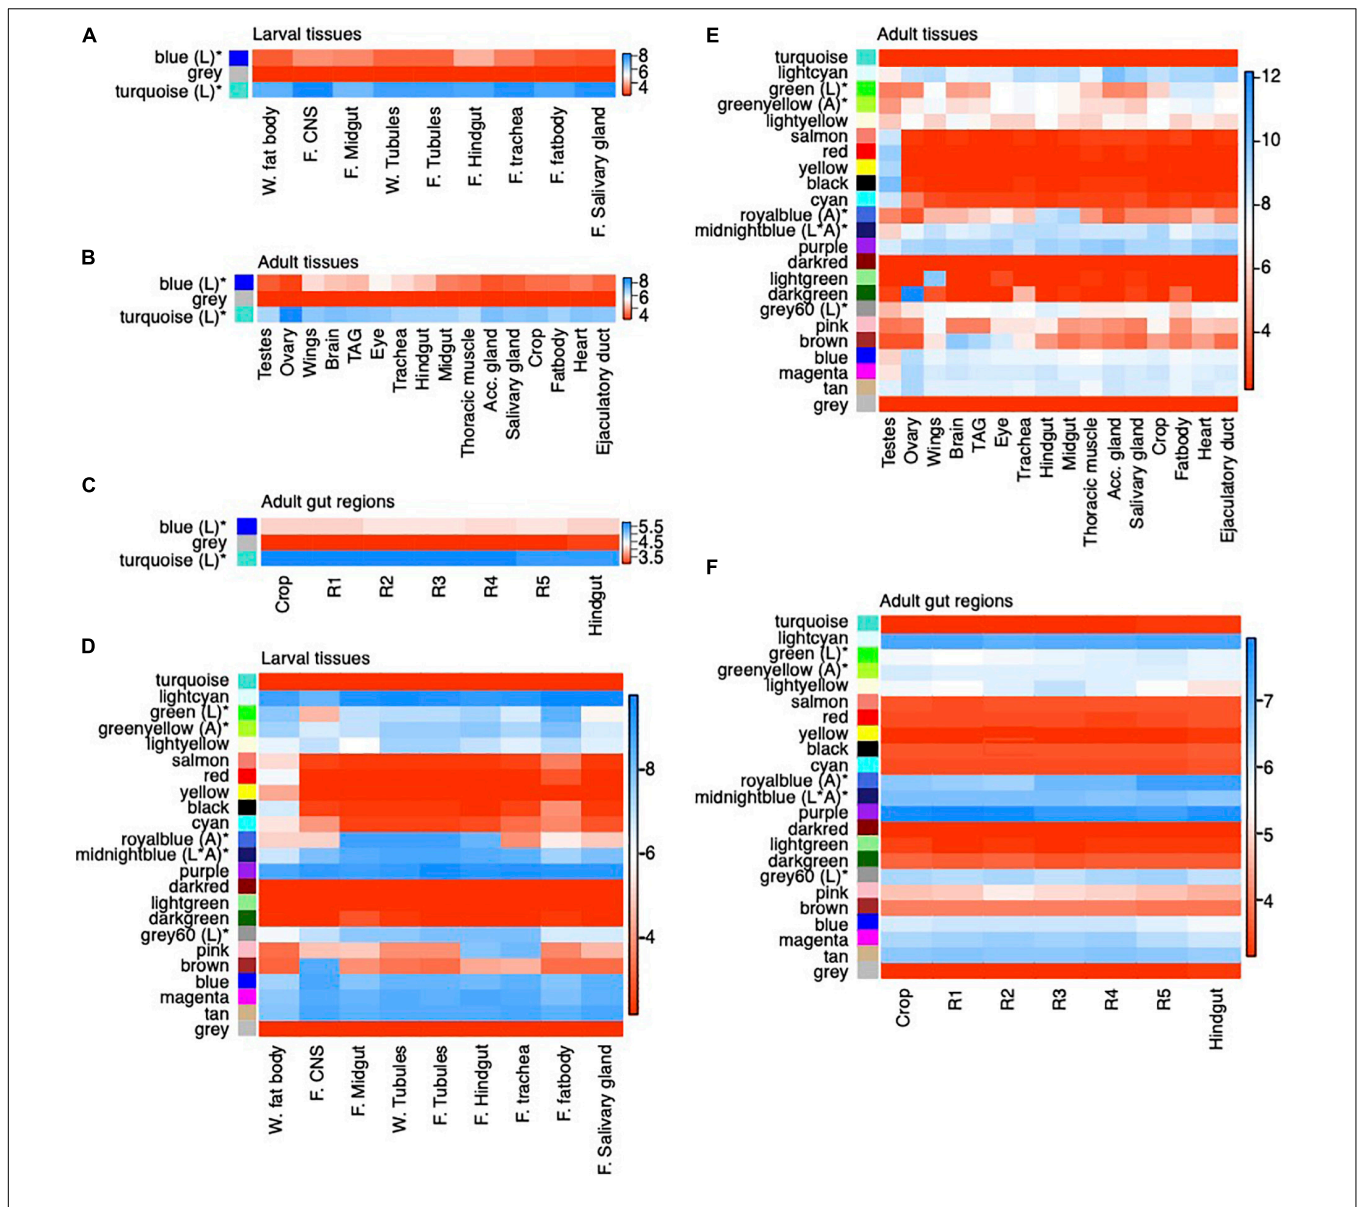 A
Larval tissues
blue (L)*
grey
turquoise (L)*
8
6
4
W. fat body
F. CNS
F. Midgut
W. Tubules
F. Tubules
F. Hindgut
F. trachea
F. fatbody
F. Salivary gland
B
Adult tissues
blue (L)*
grey
turquoise (L)*
8
6
4
Testes
Ovary
Wings
Brain
TAG
Eye
Trachea
Hindgut
Midgut
Thoracic muscle
Acc. gland
Salivary gland
Crop
Fatbody
Heart
Ejaculatory duct
C
Adult gut regions
blue (L)*
grey
turquoise (L)*
5.5
4.5
3.5
Crop
R1
R2
R3
R4
R5
Hindgut
D
Larval tissues
turquoise
lightcyan
green (L)*
greenyellow (A)*
lightyellow
salmon
red
yellow
black
cyan
royalblue (A)*
midnightblue (L*A)*
purple
darkred
lightgreen
darkgreen
grey60 (L)*
pink
brown
blue
magenta
tan
grey
8
6
4
W. fat body
F. CNS
F. Midgut
W. Tubules
F. Tubules
F. Hindgut
F. trachea
F. fatbody
F. Salivary gland
E
Adult tissues
turquoise
lightcyan
green (L)*
greenyellow (A)*
lightyellow
salmon
red
yellow
black
cyan
royalblue (A)*
midnightblue (L*A)*
purple
darkred
lightgreen
darkgreen
grey60 (L)*
pink
brown
blue
magenta
tan
grey
12
10
8
6
4
Testes
Ovary
Wings
Brain
TAG
Eye
Trachea
Hindgut
Midgut
Thoracic muscle
Acc. gland
Salivary gland
Crop
Fatbody
Heart
Ejaculatory duct
F
Adult gut regions
turquoise
lightcyan
green (L)*
greenyellow (A)*
lightyellow
salmon
red
yellow
black
cyan
royalblue (A)*
midnightblue (L*A)*
purple
darkred
lightgreen
darkgreen
grey60 (L)*
pink
brown
blue
magenta
tan
grey
7
6
5
4
Crop
R1
R2
R3
R4
R5
Hindgut